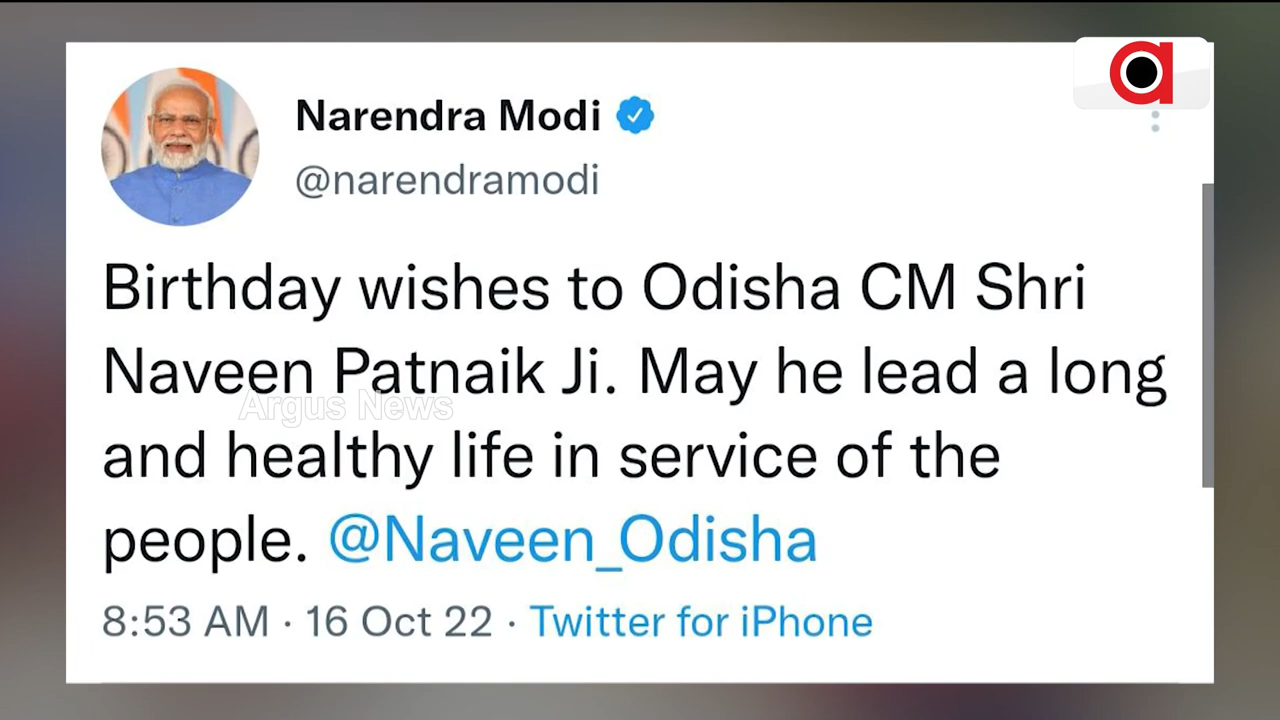 Narendra Modi
@narendramodi
Birthday wishes to Odisha CM Shri
Naveen Patnaik Ji. May he lead a long
Argus News
and healthy life in service of the
people. @Naveen_Odisha
8:53 AM · 16 Oct 22 · Twitter for iPhone